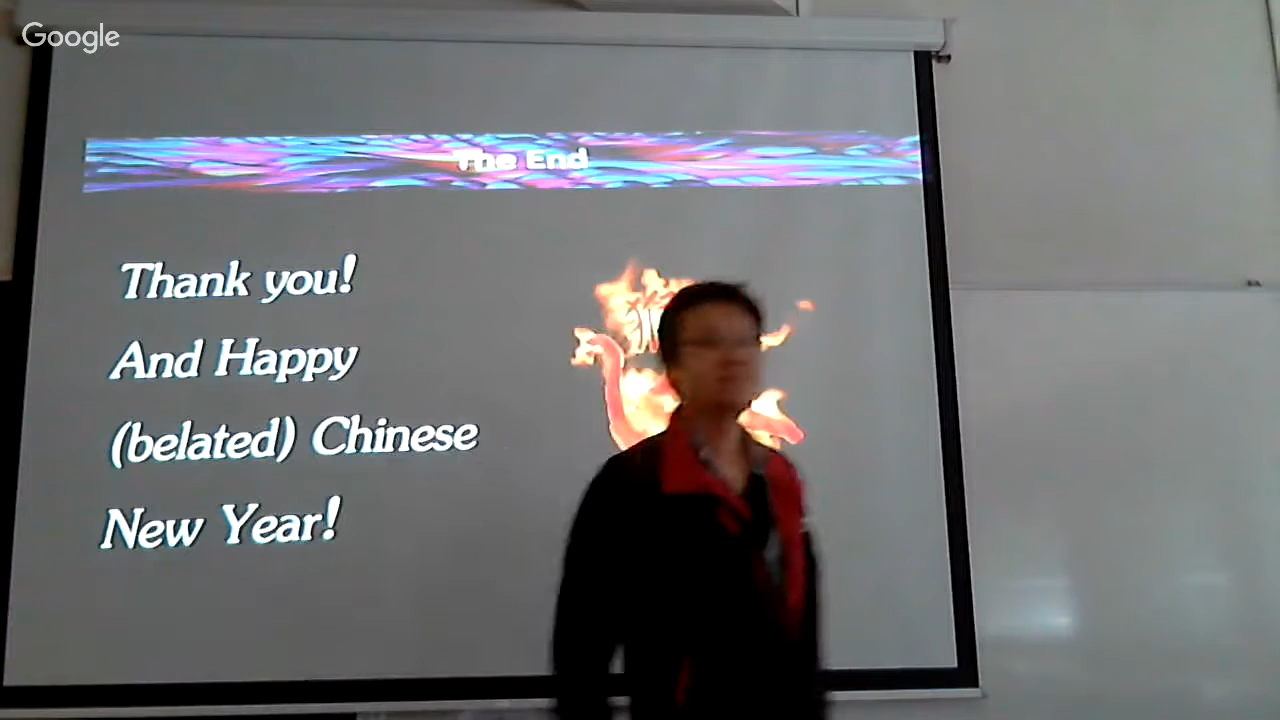 Google
The End
Thank you!
And Happy
(belated) Chinese
New Year!